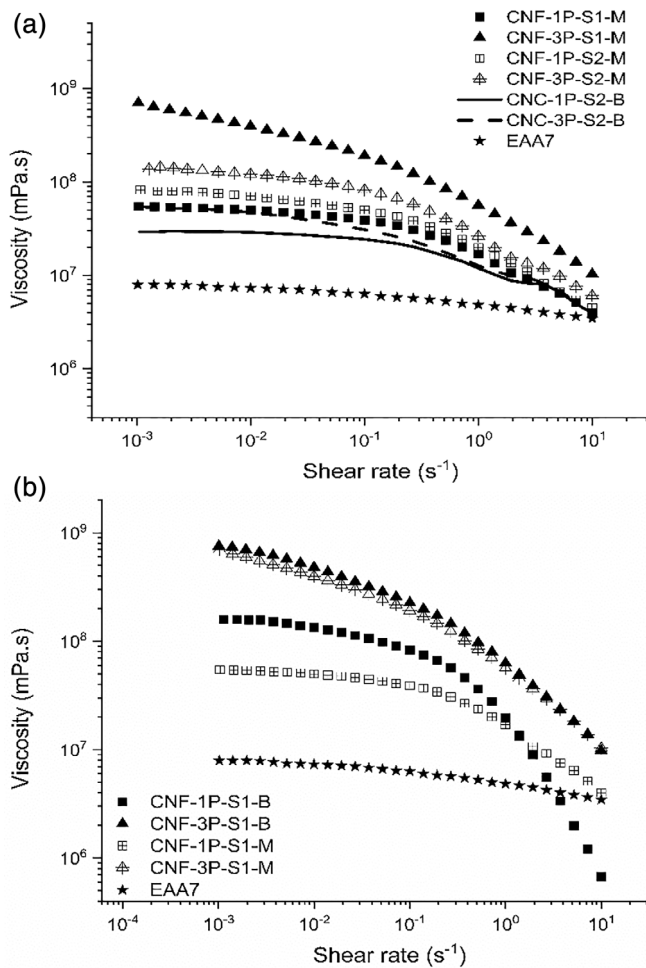 (a)
CNF-1P-S1-M
CNF-3P-S1-M
CNF-1P-S2-M
CNF-3P-S2-M
CNC-1P-S2-B
CNC-3P-S2-B
EAA7
Viscosity (mPa.s)
10⁹
10⁸
10⁷
10⁶
10⁻³ 10⁻² 10⁻¹ 10⁰ 10¹
Shear rate (s⁻¹)
(b)
Viscosity (mPa.s)
10⁹
10⁸
10⁷
10⁶
CNF-1P-S1-B
CNF-3P-S1-B
CNF-1P-S1-M
CNF-3P-S1-M
EAA7
10⁻⁴ 10⁻³ 10⁻² 10⁻¹ 10⁰ 10¹
Shear rate (s⁻¹)